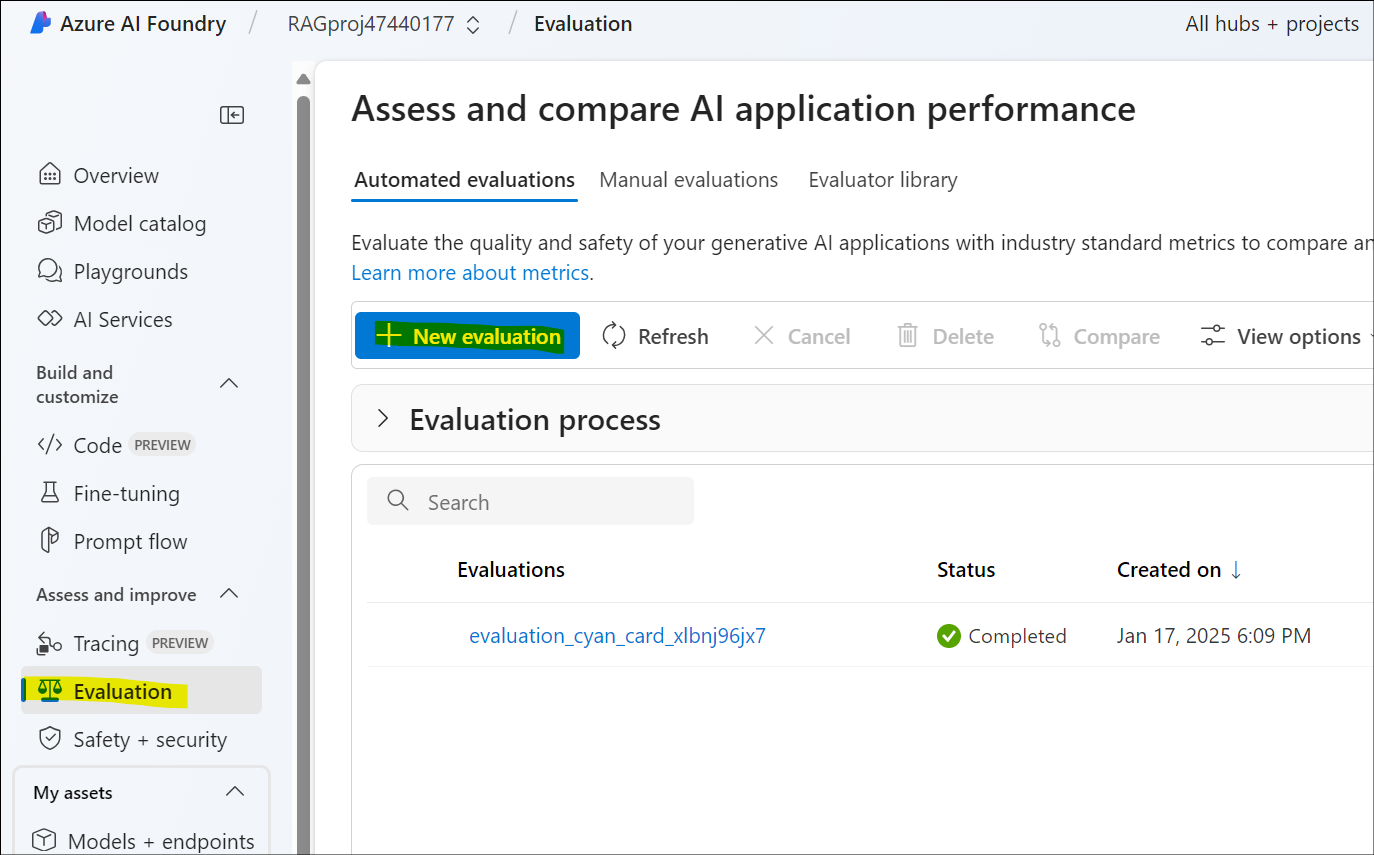 Azure AI Foundry / RAGproj47440177 / Evaluation All hubs + projects
Assess and compare AI application performance
Overview
Model catalog
Playgrounds
AI Services
Build and
customize
Code PREVIEW
Fine-tuning
Prompt flow
Assess and improve
Tracing PREVIEW
Evaluation
Safety + security
My assets
Models + endpoints
Automated evaluations Manual evaluations Evaluator library
Evaluate the quality and safety of your generative AI applications with industry standard metrics to compare
Learn more about metrics.
+ New evaluation Refresh Cancel Delete Compare View options
Evaluation process
Search
Evaluations Status Created on ↓
evaluation_cyan_card_xlbnj96jx7 Completed Jan 17, 2025 6:09 PM